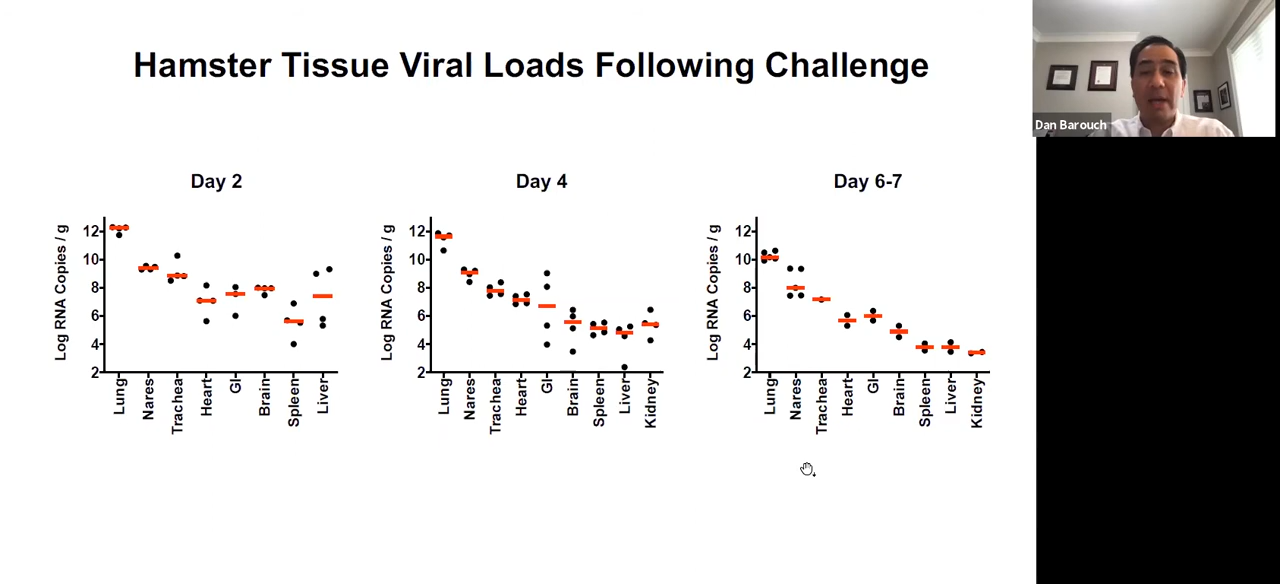 Hamster Tissue Viral Loads Following Challenge
Dan Barouch
Day 2
Log RNA Copies / g
12
10
8
6
4
2
Lung
Nares
Trachea
Heart
GI
Brain
Spleen
Liver
Day 4
Log RNA Copies / g
12
10
8
6
4
2
Lung
Nares
Trachea
Heart
GI
Brain
Spleen
Liver
Kidney
Day 6-7
Log RNA Copies / g
12
10
8
6
4
2
Lung
Nares
Trachea
Heart
GI
Brain
Spleen
Liver
Kidney